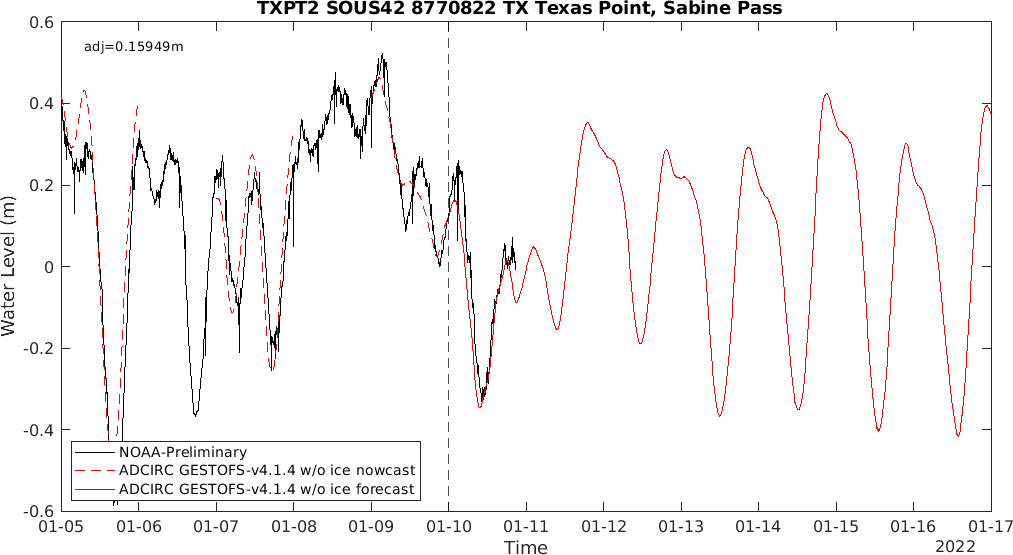 TXPT2 SOUS42 8770822 TX Texas Point, Sabine Pass
adj=0.15949m
Water Level (m)
0.6
0.4
0.2
0
-0.2
-0.4
-0.6
NOAA-Preliminary
ADCIRC GESTOFS-v4.1.4 w/o ice nowcast
ADCIRC GESTOFS-v4.1.4 w/o ice forecast
01-05 01-06 01-07 01-08 01-09 01-10 01-11 01-12 01-13 01-14 01-15 01-16 01-17
Time
2022